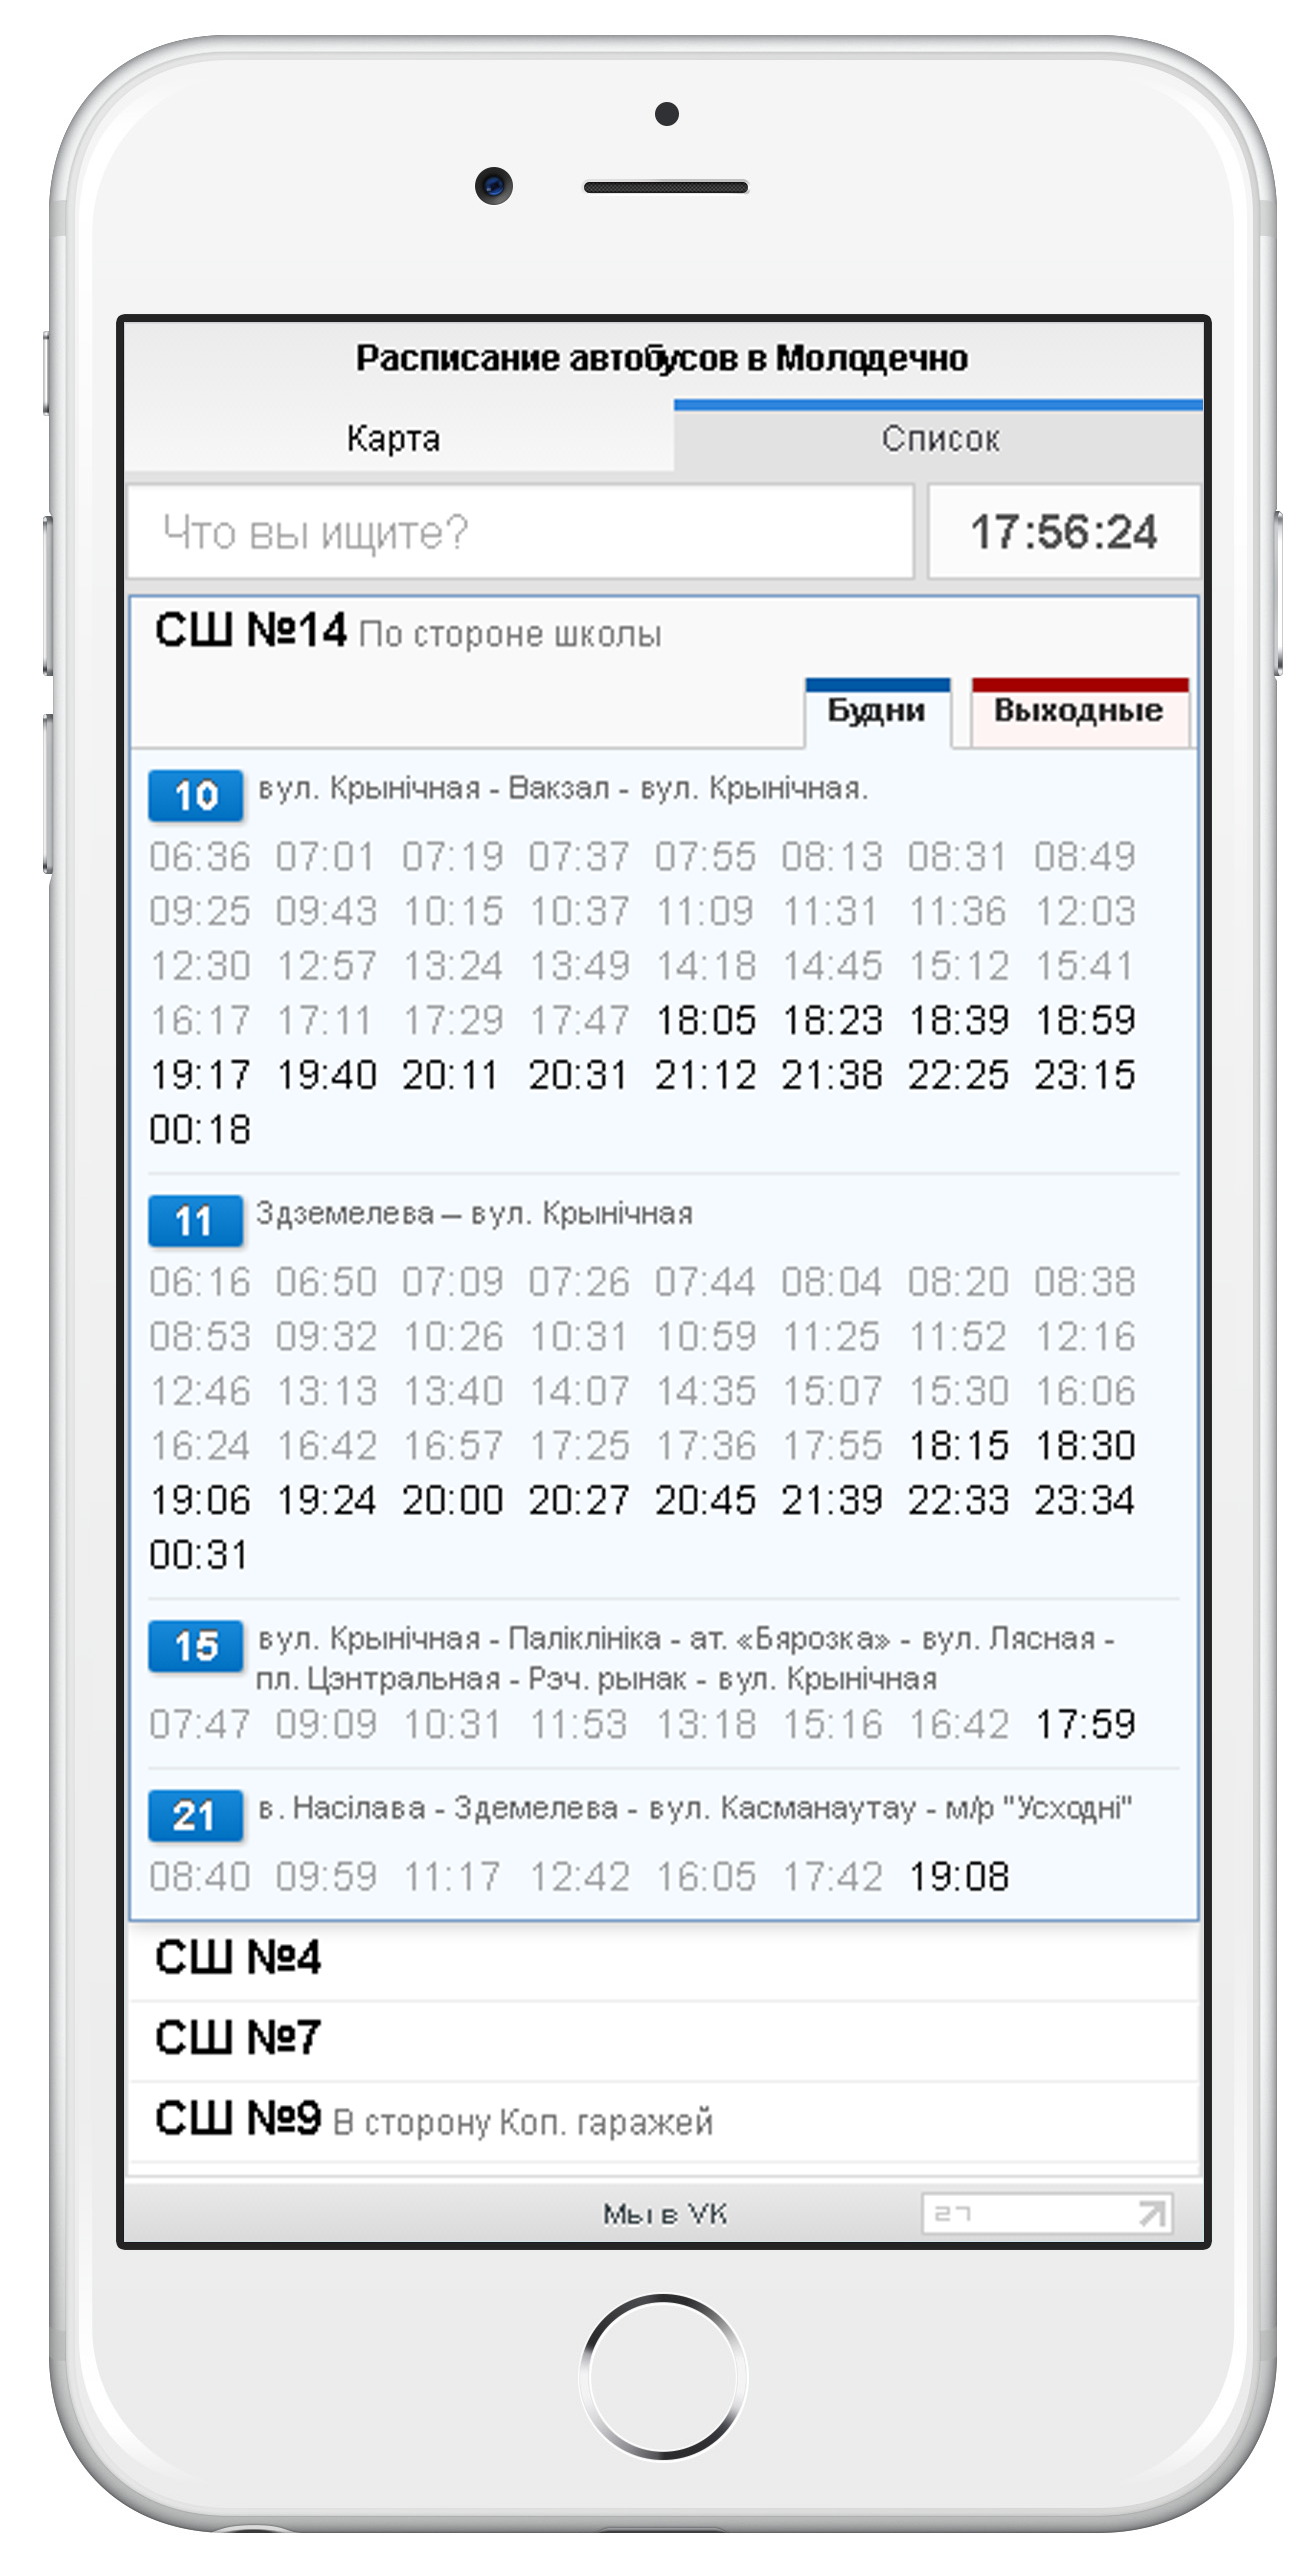 Расписание автобусов в Молодечно
Карта Список
Что вы ищите? 17:56:24
СШ №14 По стороне школы
Будни Выходные
10 вул. Крынічная - Вакзал - вул. Крынічная.
06:36 07:01 07:19 07:37 07:55 08:13 08:31 08:49
09:25 09:43 10:15 10:37 11:09 11:31 11:36 12:03
12:30 12:57 13:24 13:49 14:18 14:45 15:12 15:41
16:17 17:11 17:29 17:47 18:05 18:23 18:39 18:59
19:17 19:40 20:11 20:31 21:12 21:38 22:25 23:15
00:18
11 Здземелева – вул. Крынічная
06:16 06:50 07:09 07:26 07:44 08:04 08:20 08:38
08:53 09:32 10:26 10:31 10:59 11:25 11:52 12:16
12:46 13:13 13:40 14:07 14:35 15:07 15:30 16:06
16:24 16:42 16:57 17:25 17:36 17:55 18:15 18:30
19:06 19:24 20:00 20:27 20:45 21:39 22:33 23:34
00:31
15 вул. Крынічная - Паліклініка - ат. «Бярозка» - вул. Лясная -
пл. Цэнтральная - Рэч. рынак - вул. Крынічная
07:47 09:09 10:31 11:53 13:18 15:16 16:42 17:59
21 в. Насілава - Здемелева - вул. Касманаутау - м/р "Усходні"
08:40 09:59 11:17 12:42 16:05 17:42 19:08
СШ №4
СШ №7
СШ №9 В сторону Коп. гаражей
Мы в VK 27